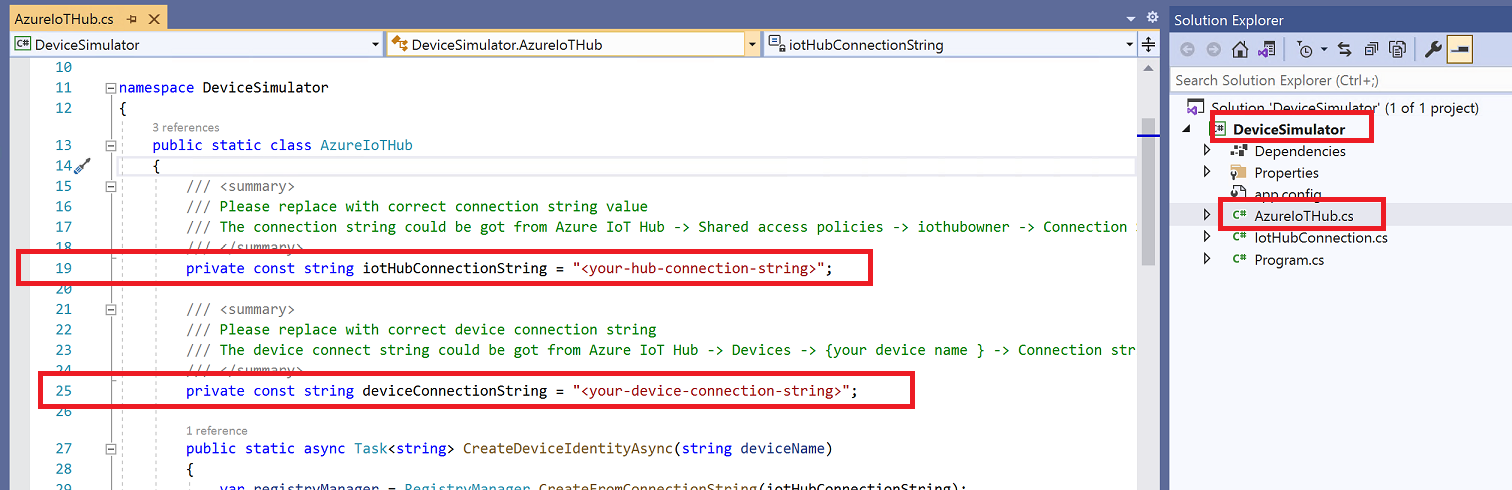 AzureIoTHub.cs
DeviceSimulator
DeviceSimulator.AzureIoTHub
iotHubConnectionString
10
11 namespace DeviceSimulator
12 {
3 references
13 public static class AzureIoTHub
14 {
15 /// <summary>
16 /// Please replace with correct connection string value
17 /// The connection string could be got from Azure IoT Hub -> Shared access policies -> iothubowner -> Connection
18 /// </summary>
19 private const string iotHubConnectionString = "<your-hub-connection-string>";
20
21 /// <summary>
22 /// Please replace with correct device connection string
23 /// The device connect string could be got from Azure IoT Hub -> Devices -> {your device name } -> Connection str
24 /// </summary>
25 private const string deviceConnectionString = "<your-device-connection-string>";
26
1 reference
27 public static async Task<string> CreateDeviceIdentityAsync(string deviceName)
28 {
29 var registryManager = RegistryManager.CreateFromConnectionString(iotHubConnectionString);
Solution Explorer
Search Solution Explorer (Ctrl+;)
Solution 'DeviceSimulator' (1 of 1 project)
C# DeviceSimulator
Dependencies
Properties
app.config
C# AzureIoTHub.cs
C# IotHubConnection.cs
C# Program.cs